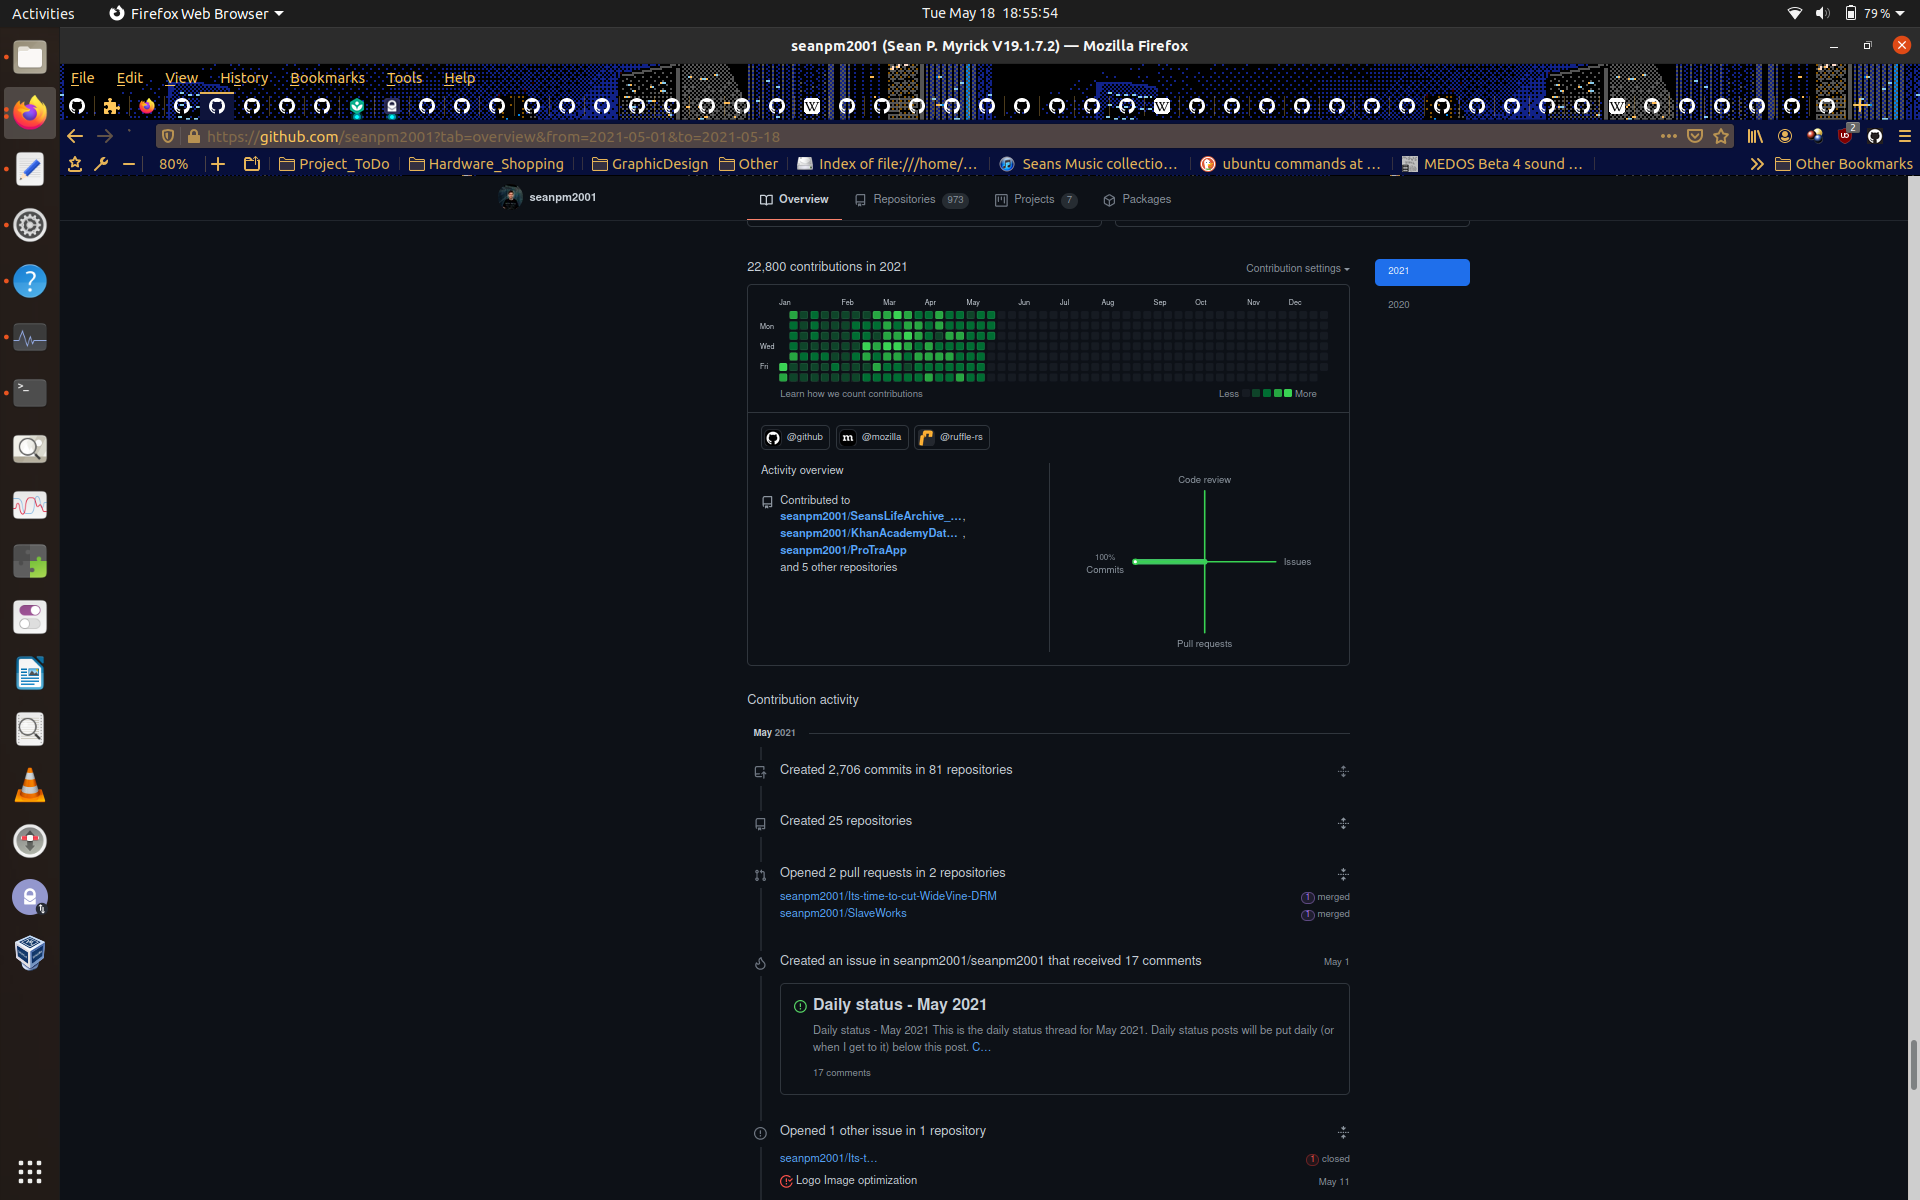 Activities
Firefox Web Browser
Tue May 18 18:55:54
79 %
seanpm2001 (Sean P. Myrick V19.1.7.2) — Mozilla Firefox
File Edit View History Bookmarks Tools Help
https://github.com/seanpm2001?tab=overview&from=2021-05-01&to=2021-05-18
2
80%
Project_ToDo
Hardware_Shopping
GraphicDesign
Other
Index of file:///home/…
Seans Music collectio…
ubuntu commands at …
MEDOS Beta 4 sound …
Other Bookmarks
seanpm2001
Overview
Repositories 973
Projects 7
Packages
22,800 contributions in 2021
Contribution settings
2021
2020
Jan Feb Mar Apr May Jun Jul Aug Sep Oct Nov Dec
Mon
Wed
Fri
Learn how we count contributions
Less More
@github
@mozilla
@ruffle-rs
Activity overview
Contributed to
seanpm2001/SeansLifeArchive_…,
seanpm2001/KhanAcademyDat… ,
seanpm2001/ProTraApp
and 5 other repositories
Code review
100%
Commits
Issues
Pull requests
Contribution activity
May 2021
Created 2,706 commits in 81 repositories
Created 25 repositories
Opened 2 pull requests in 2 repositories
seanpm2001/Its-time-to-cut-WideVine-DRM
1 merged
seanpm2001/SlaveWorks
1 merged
Created an issue in seanpm2001/seanpm2001 that received 17 comments
May 1
Daily status - May 2021
Daily status - May 2021 This is the daily status thread for May 2021. Daily status posts will be put daily (or
when I get to it) below this post. C…
17 comments
Opened 1 other issue in 1 repository
seanpm2001/Its-t…
1 closed
Logo Image optimization
May 11